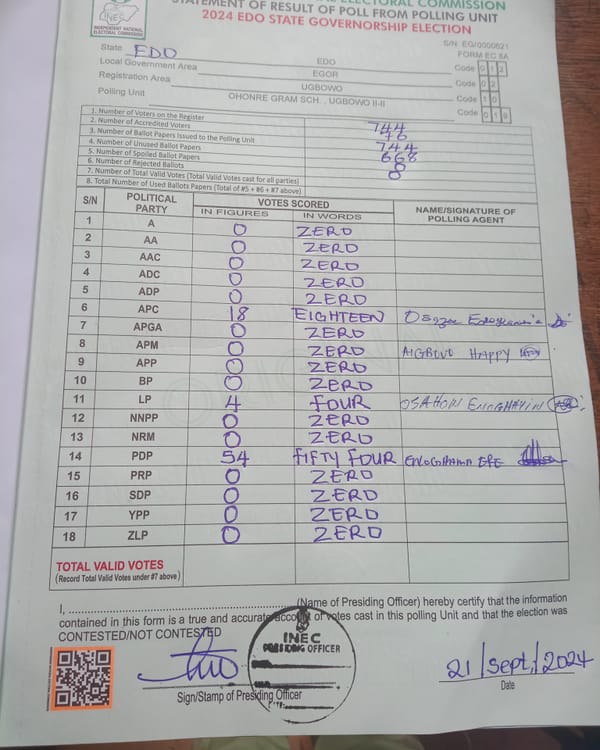 INEC
INDEPENDENT NATIONAL ELECTORAL COMMISSION
ELECTORAL COMMISSION
STATEMENT OF RESULT OF POLL FROM POLLING UNIT
2024 EDO STATE GOVERNORSHIP ELECTION
S/N: EG/0000621
FORM EC 8A
State EDO EDO Code 0 1 2
Local Government Area EGOR Code 0 2
Registration Area UGBOWO Code 1 0
Polling Unit OHONRE GRAM SCH., UGBOWO II-II Code 0 1 9
1. Number of Voters on the Register 744
2. Number of Accredited Voters 76
3. Number of Ballot Papers Issued to the Polling Unit 744
4. Number of Unused Ballot Papers 668
5. Number of Spoiled Ballot Papers 0
6. Number of Rejected Ballots 0
7. Number of Total Valid Votes (Total Valid Votes cast for all parties)
8. Total Number of Used Ballots Papers (Total of #5 + #6 + #7 above)
S/N POLITICAL PARTY VOTES SCORED NAME/SIGNATURE OF POLLING AGENT
IN FIGURES IN WORDS
1 A 0 ZERO
2 AA 0 ZERO
3 AAC 0 ZERO
4 ADC 0 ZERO
5 ADP 0 ZERO
6 APC 18 EIGHTEEN
7 APGA 0 ZERO
8 APM 0 ZERO AIGBOVO HAPPY
9 APP 0 ZERO
10 BP 0 ZERO
11 LP 4 FOUR OSAHON
12 NNPP 0 ZERO
13 NRM 0 ZERO
14 PDP 54 FIFTY FOUR
15 PRP 0 ZERO
16 SDP 0 ZERO
17 YPP 0 ZERO
18 ZLP 0 ZERO
TOTAL VALID VOTES
(Record Total Valid Votes under #7 above)
I, ............................................................(Name of Presiding Officer) hereby certify that the information
contained in this form is a true and accurate account of votes cast in this polling Unit and that the election was
CONTESTED/NOT CONTESTED
INEC
PRESIDING OFFICER
21/Sept./2024
Sign/Stamp of Presiding Officer
Date